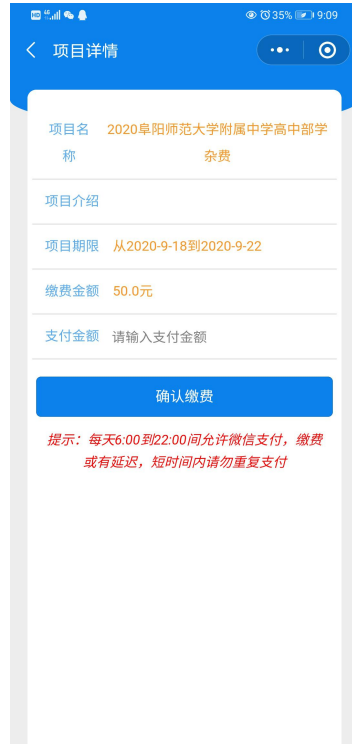 HD 4G 35% 9:09
项目详情
项目名 2020阜阳师范大学附属中学高中部学
称 杂费
项目介绍
项目期限 从2020-9-18到2020-9-22
缴费金额 50.0元
支付金额 请输入支付金额
确认缴费
提示：每天6:00到22:00间允许微信支付，缴费
或有延迟，短时间内请勿重复支付